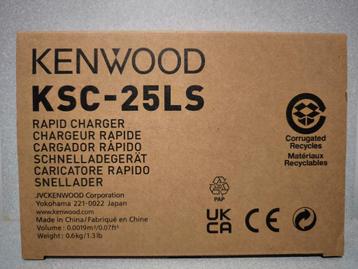 KENWOOD
KSC-25LS
RAPID CHARGER
CHARGEUR RAPIDE
CARGADOR RÁPIDO
SCHNELLADEGERÄT
CARICATORE RAPIDO
SNELLADER
JVCKENWOOD Corporation
Yokohama 221-0022 Japan
www.kenwood.com
Made in China/Fabriqué en Chine
Volume : 0.0019m³/0.07ft³
Weight : 0.6kg/1.3lb
Corrugated
Recycles
Matériaux
Recyclables
PAP
UK
CA
CE